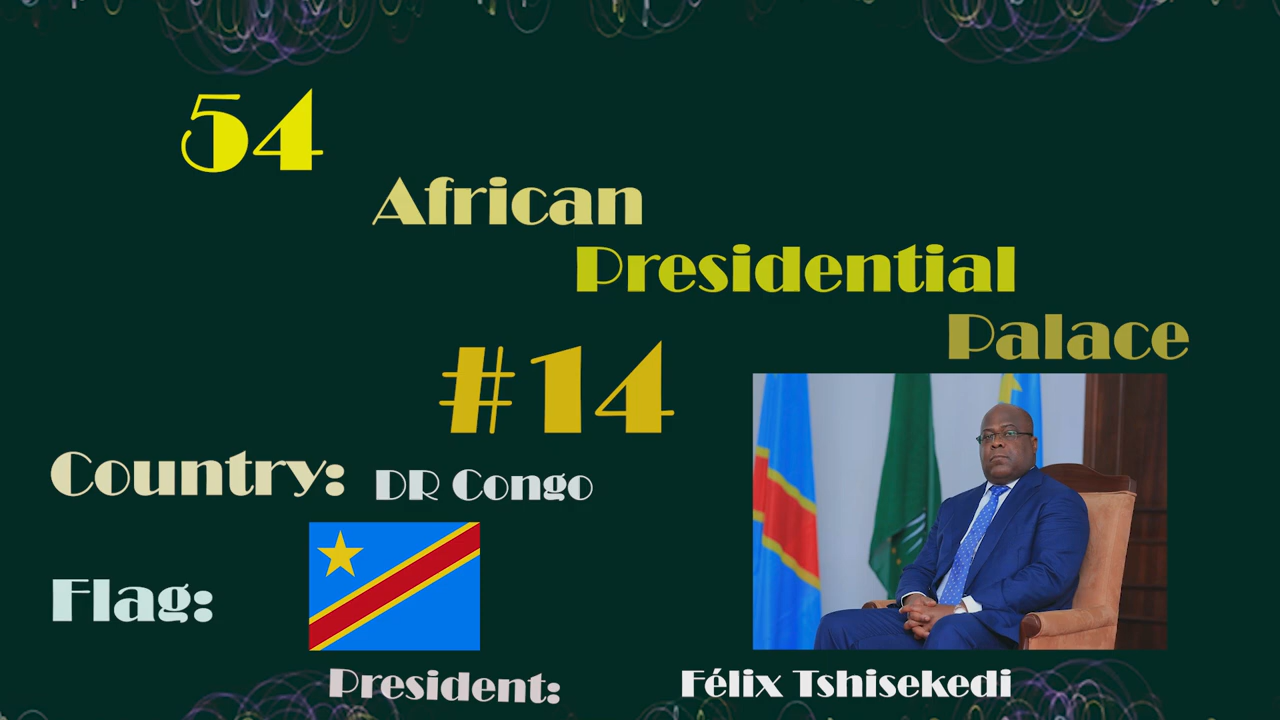 54
African
Presidential
Palace
#14
Country: DR Congo
Flag:
President: Félix Tshisekedi